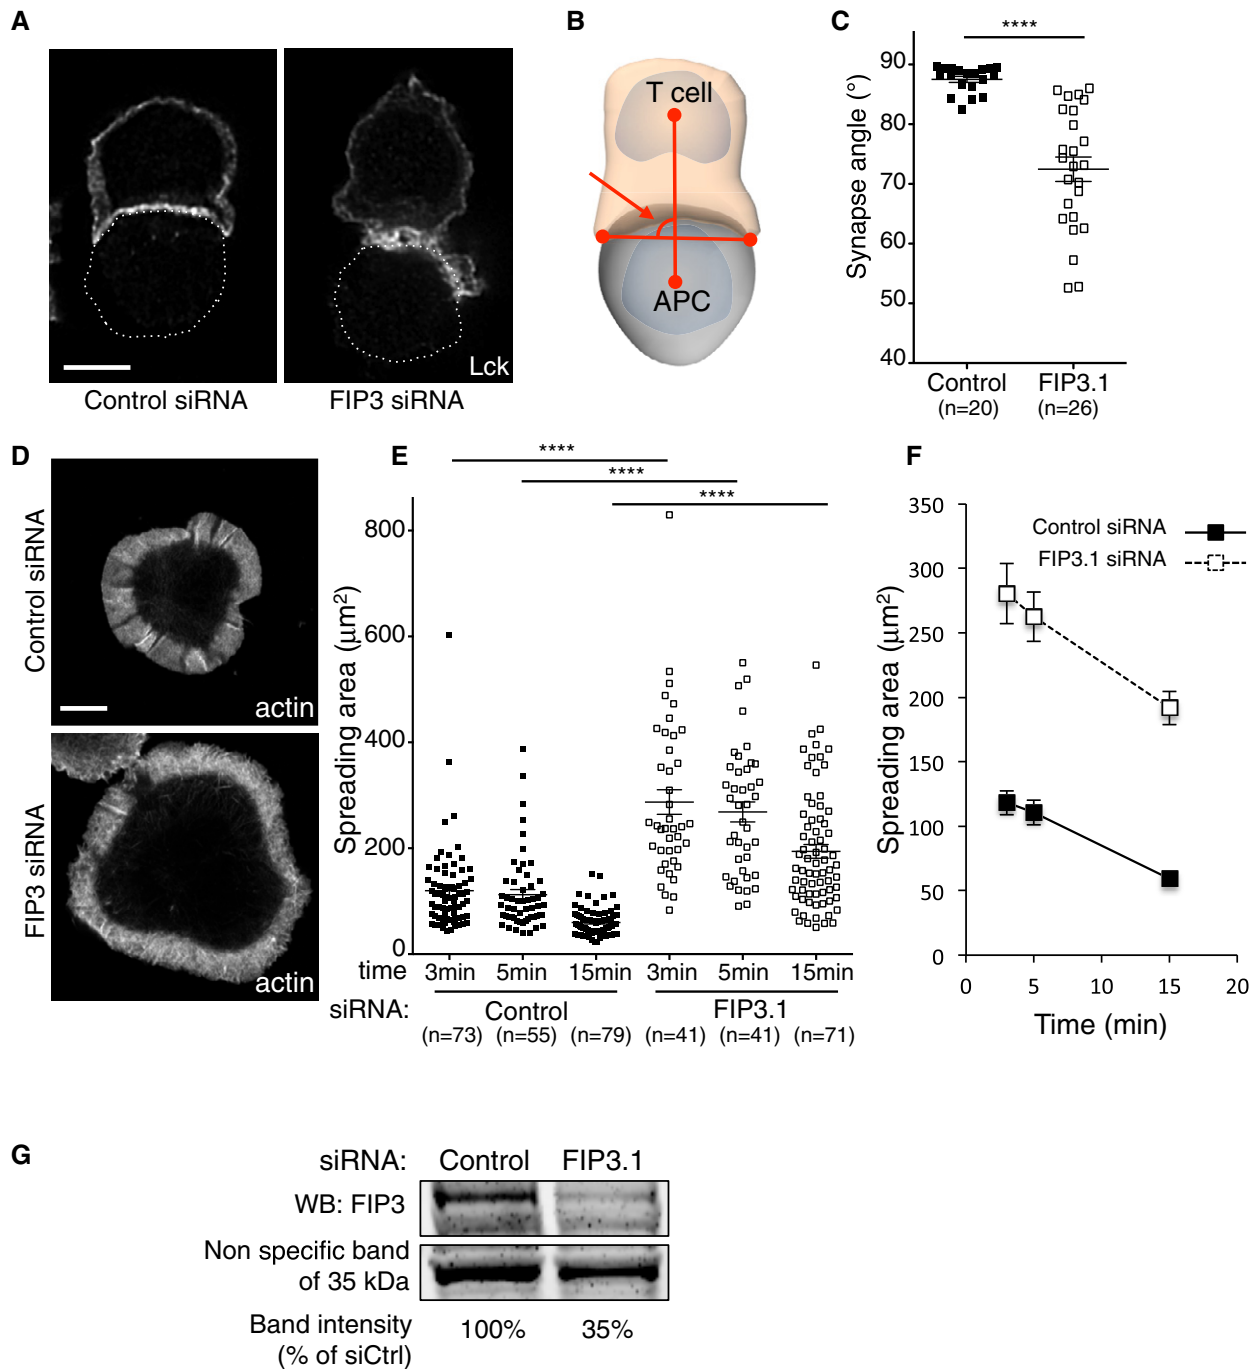 A
Lck
Control siRNA
FIP3 siRNA
B
T cell
APC
C
****
Synapse angle (°)
90
80
70
60
50
40
Control
FIP3.1
(n=20)
(n=26)
D
Control siRNA
actin
FIP3 siRNA
actin
E
****
****
****
Spreading area (μm²)
800
600
400
200
0
time
3min
5min
15min
3min
5min
15min
siRNA:
Control
FIP3.1
(n=73)
(n=55)
(n=79)
(n=41)
(n=41)
(n=71)
F
Control siRNA
FIP3.1 siRNA
Spreading area (μm²)
350
300
250
200
150
100
50
0
0
5
10
15
20
Time (min)
G
siRNA:
Control
FIP3.1
WB: FIP3
Non specific band
of 35 kDa
Band intensity
(% of siCtrl)
100%
35%